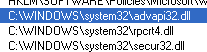 HKLM\SOFTWARE\Policies\Microsoft\
C:\WINDOWS\system32\advapi32.dll
C:\WINDOWS\system32\rpcrt4.dll
C:\WINDOWS\system32\secur32.dll